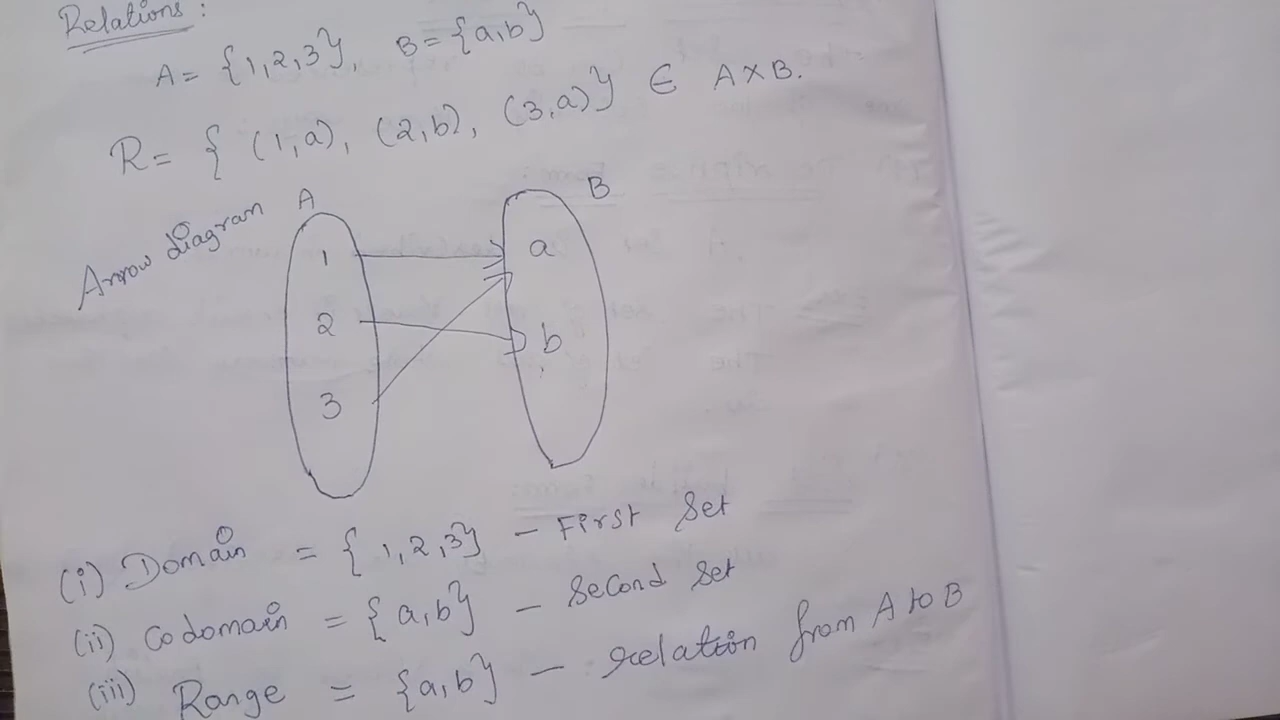 Relations:
A = {1,2,3}, B = {a,b}
R = { (1,a), (2,b), (3,a)} ∈ A×B.
Arrow diagram
A B
1 a
2 b
3
(i) Domain = {1,2,3} - First Set
(ii) Codomain = {a,b} - Second Set
(iii) Range = {a,b} - relation from A to B